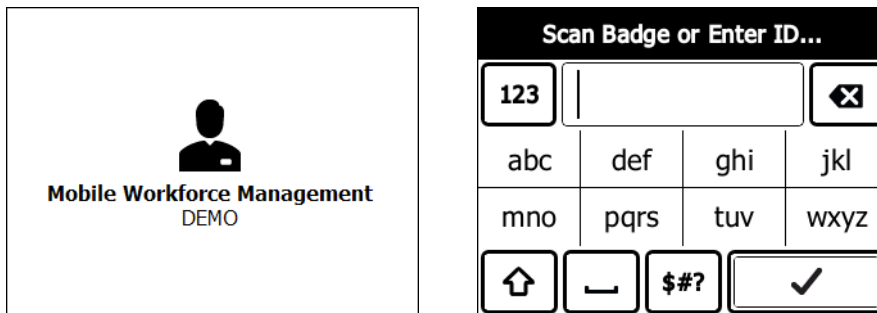 Mobile Workforce Management
DEMO
Scan Badge or Enter ID...
123
abc def ghi jkl
mno pqrs tuv wxyz
$#?